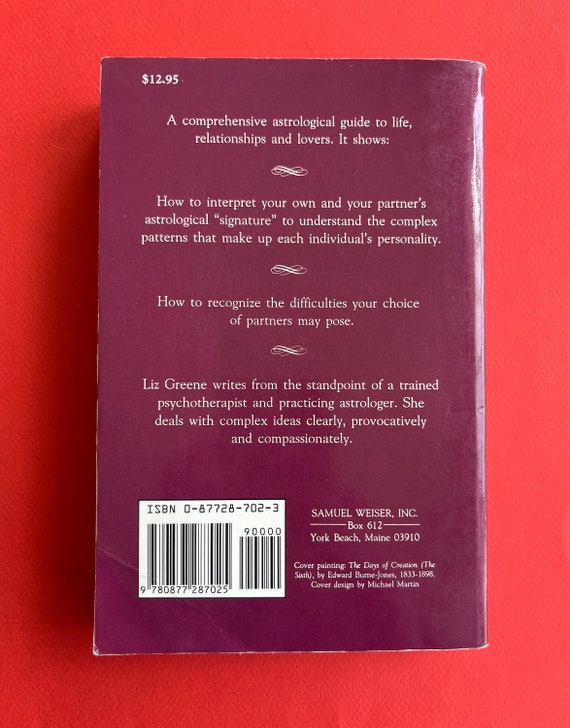 $12.95
A comprehensive astrological guide to life,
relationships and lovers. It shows:
How to interpret your own and your partner's
astrological “signature” to understand the complex
patterns that make up each individual's personality.
How to recognize the difficulties your choice
of partners may pose.
Liz Greene writes from the standpoint of a trained
psychotherapist and practicing astrologer. She
deals with complex ideas clearly, provocatively
and compassionately.
ISBN 0-87728-702-3
90000
9 780877 287025
SAMUEL WEISER, INC.
Box 612
York Beach, Maine 03910
Cover painting: The Days of Creation (The
Sixth), by Edward Burne-Jones, 1833-1898.
Cover design by Michael Martin